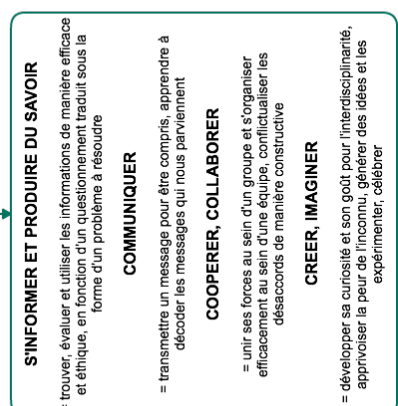 S'INFORMER ET PRODUIRE DU SAVOIR
= trouver, évaluer et utiliser les informations de manière efficace
et éthique, en fonction d'un questionnement traduit sous la
forme d'un problème à résoudre
COMMUNIQUER
= transmettre un message pour être compris, apprendre à
décoder les messages qui nous parviennent
COOPERER, COLLABORER
= unir ses forces au sein d'un groupe et s'organiser
efficacement au sein d'une équipe, conflictualiser les
désaccords de manière constructive
CREER, IMAGINER
= développer sa curiosité et son goût pour l'interdisciplinarité,
apprivoiser la peur de l'inconnu, générer des idées et les
expérimenter, célébrer